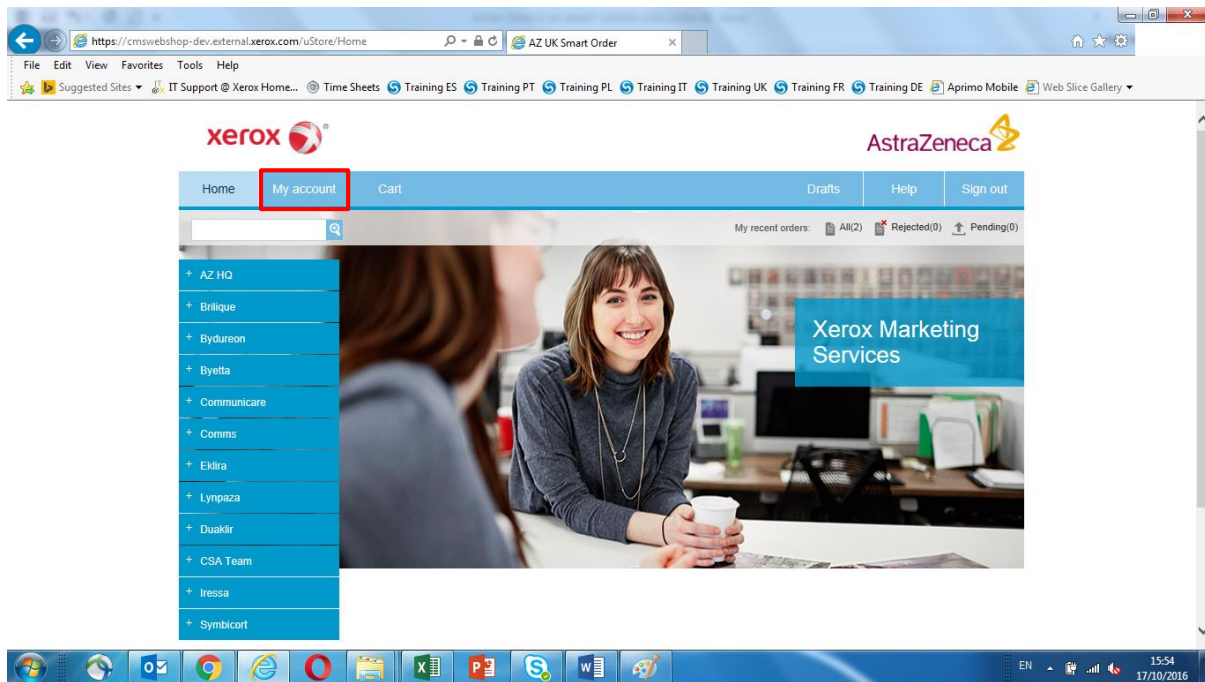 https://cmswebshop-dev.external.xerox.com/uStore/Home
AZ UK Smart Order
File Edit View Favorites Tools Help
Suggested Sites IT Support @ Xerox Home... Time Sheets Training ES Training PT Training PL Training IT Training UK Training FR Training DE Aprimo Mobile Web Slice Gallery
xerox
AstraZeneca
Home My account Cart Drafts Help Sign out
My recent orders: All(2) Rejected(0) Pending(0)
+ AZ HQ
+ Brilique
+ Bydureon
+ Byetta
+ Communicare
+ Comms
+ Eklira
+ Lynpaza
+ Duaklir
+ CSA Team
+ Iressa
+ Symbicort
Xerox Marketing
Services
EN 15:54
17/10/2016